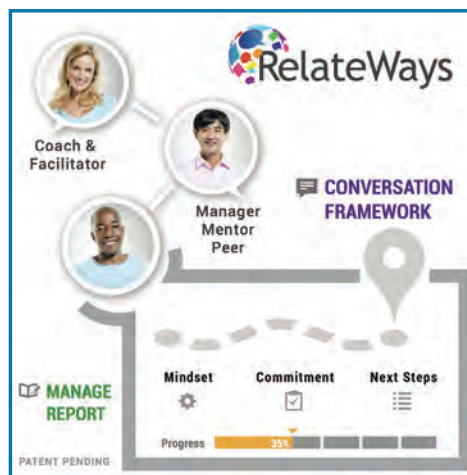 RelateWays
Coach &
Facilitator
Manager
Mentor
Peer
CONVERSATION
FRAMEWORK
Mindset
Commitment
Next Steps
MANAGE
REPORT
Progress
35%
PATENT PENDING